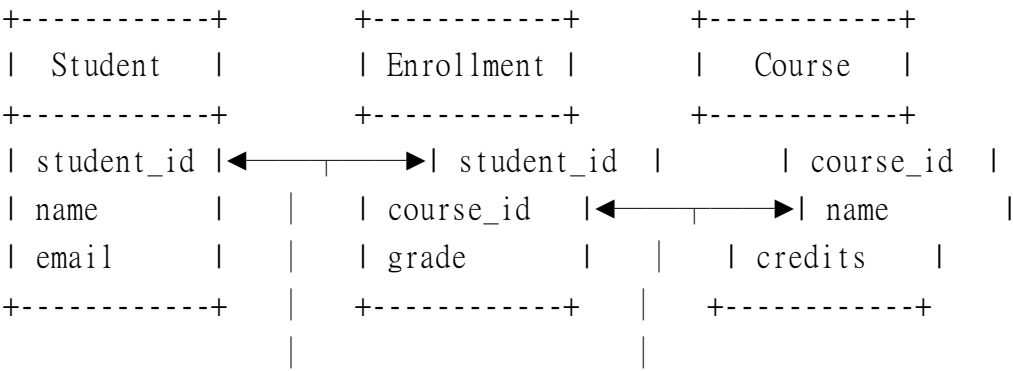 +------------+ +------------+ +------------+
| Student | | Enrollment | | Course |
+------------+ +------------+ +------------+
| student_id |◄─────┬─────►| student_id | | course_id |
| name | │ | course_id |◄─────┬─────►| name |
| email | │ | grade | │ | credits |
+------------+ │ +------------+ │ +------------+
│ │